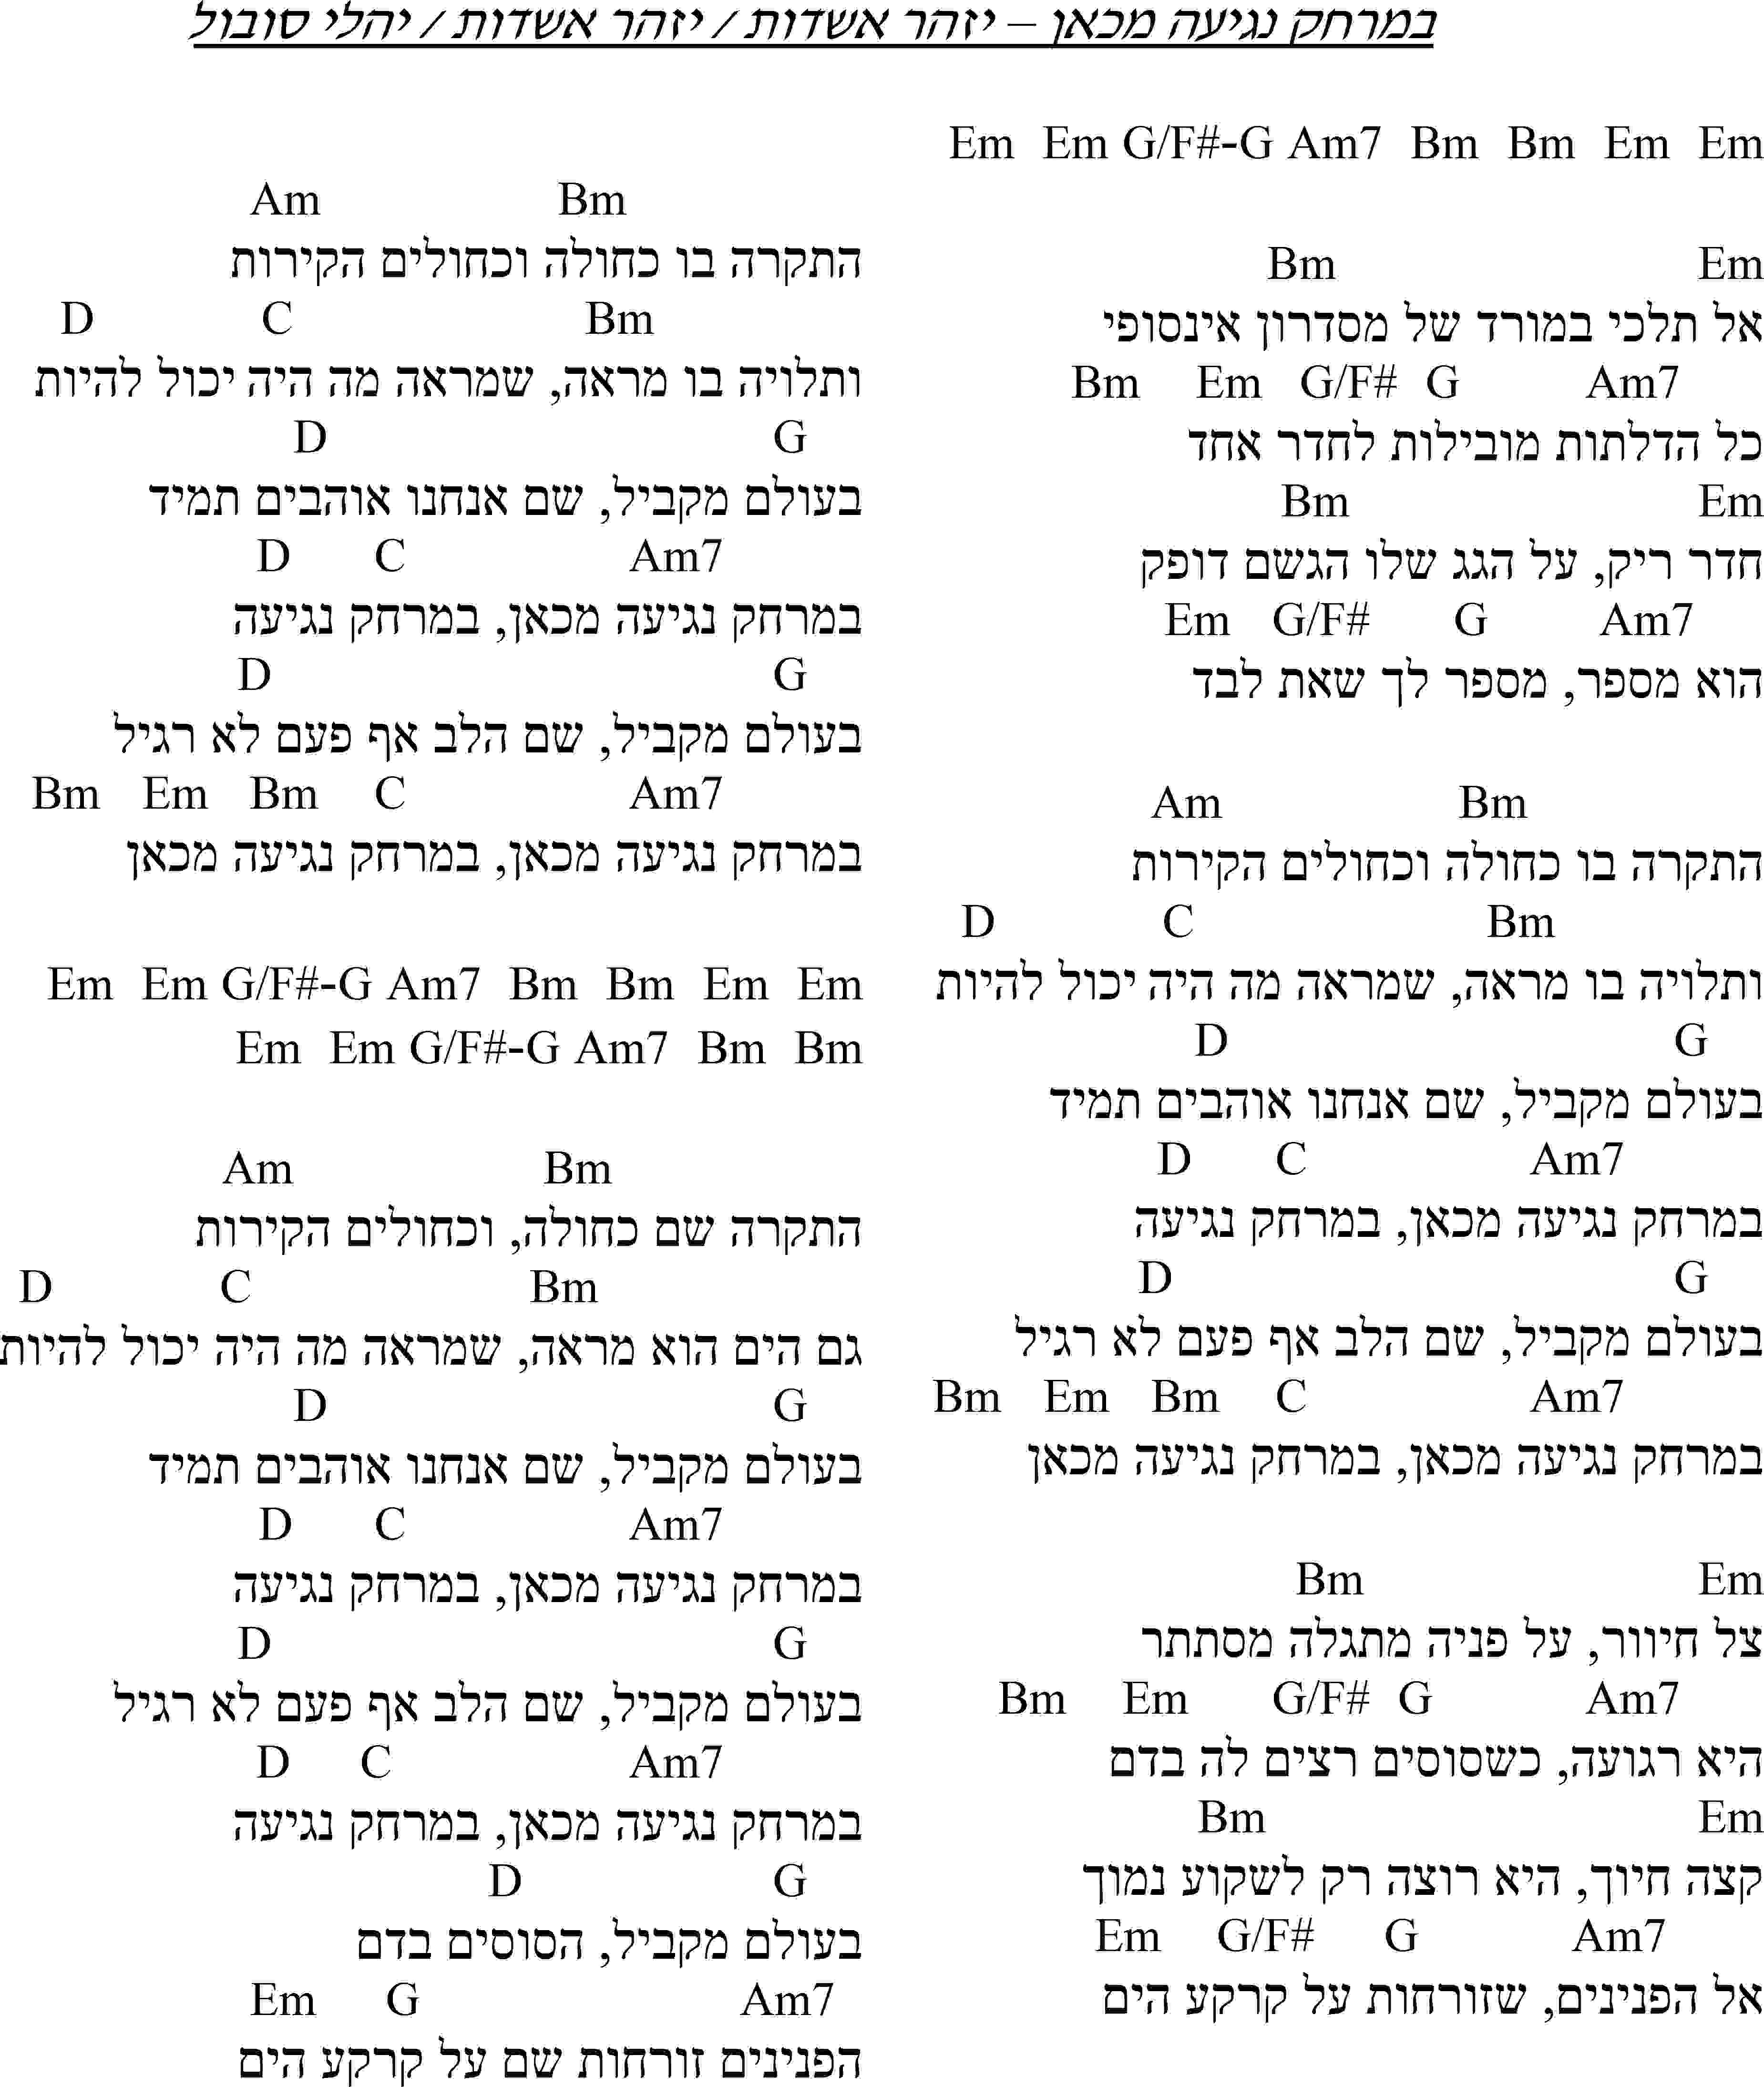 במרחק נגיעה מכאן – יזהר אשדות / יזהר אשדות / יהלי סובול
Em Em G/F#-G Am7 Bm Bm Em Em
Bm Em
אל תלכי במורד של מסדרון אינסופי
Bm Em G/F# G Am7
כל הדלתות מובילות לחדר אחד
Bm Em
חדר ריק, על הגג שלו הגשם דופק
Em G/F# G Am7
הוא מספר, מספר לך שאת לבד
Am Bm
התקרה בו כחולה וכחולים הקירות
D C Bm
ותלויה בו מראה, שמראה מה היה יכול להיות
D G
בעולם מקביל, שם אנחנו אוהבים תמיד
D C Am7
במרחק נגיעה מכאן, במרחק נגיעה
D G
בעולם מקביל, שם הלב אף פעם לא רגיל
Bm Em Bm C Am7
במרחק נגיעה מכאן, במרחק נגיעה מכאן
Bm Em
צל חיוור, על פניה מתגלה מסתתר
Bm Em G/F# G Am7
היא רגועה, כשסוסים רצים לה בדם
Bm Em
קצה חיוך, היא רוצה רק לשקוע נמוך
Em G/F# G Am7
אל הפנינים, שזורחות על קרקע הים
Am Bm
התקרה בו כחולה וכחולים הקירות
D C Bm
ותלויה בו מראה, שמראה מה היה יכול להיות
D G
בעולם מקביל, שם אנחנו אוהבים תמיד
D C Am7
במרחק נגיעה מכאן, במרחק נגיעה
D G
בעולם מקביל, שם הלב אף פעם לא רגיל
Bm Em Bm C Am7
במרחק נגיעה מכאן, במרחק נגיעה מכאן
Em Em G/F#-G Am7 Bm Bm Em Em
Em Em G/F#-G Am7 Bm Bm
Am Bm
התקרה שם כחולה, וכחולים הקירות
D C Bm
גם הים הוא מראה, שמראה מה היה יכול להיות
D G
בעולם מקביל, שם אנחנו אוהבים תמיד
D C Am7
במרחק נגיעה מכאן, במרחק נגיעה
D G
בעולם מקביל, שם הלב אף פעם לא רגיל
D C Am7
במרחק נגיעה מכאן, במרחק נגיעה
D G
בעולם מקביל, הסוסים בדם
Em G Am7
הפנינים זורחות שם על קרקע הים